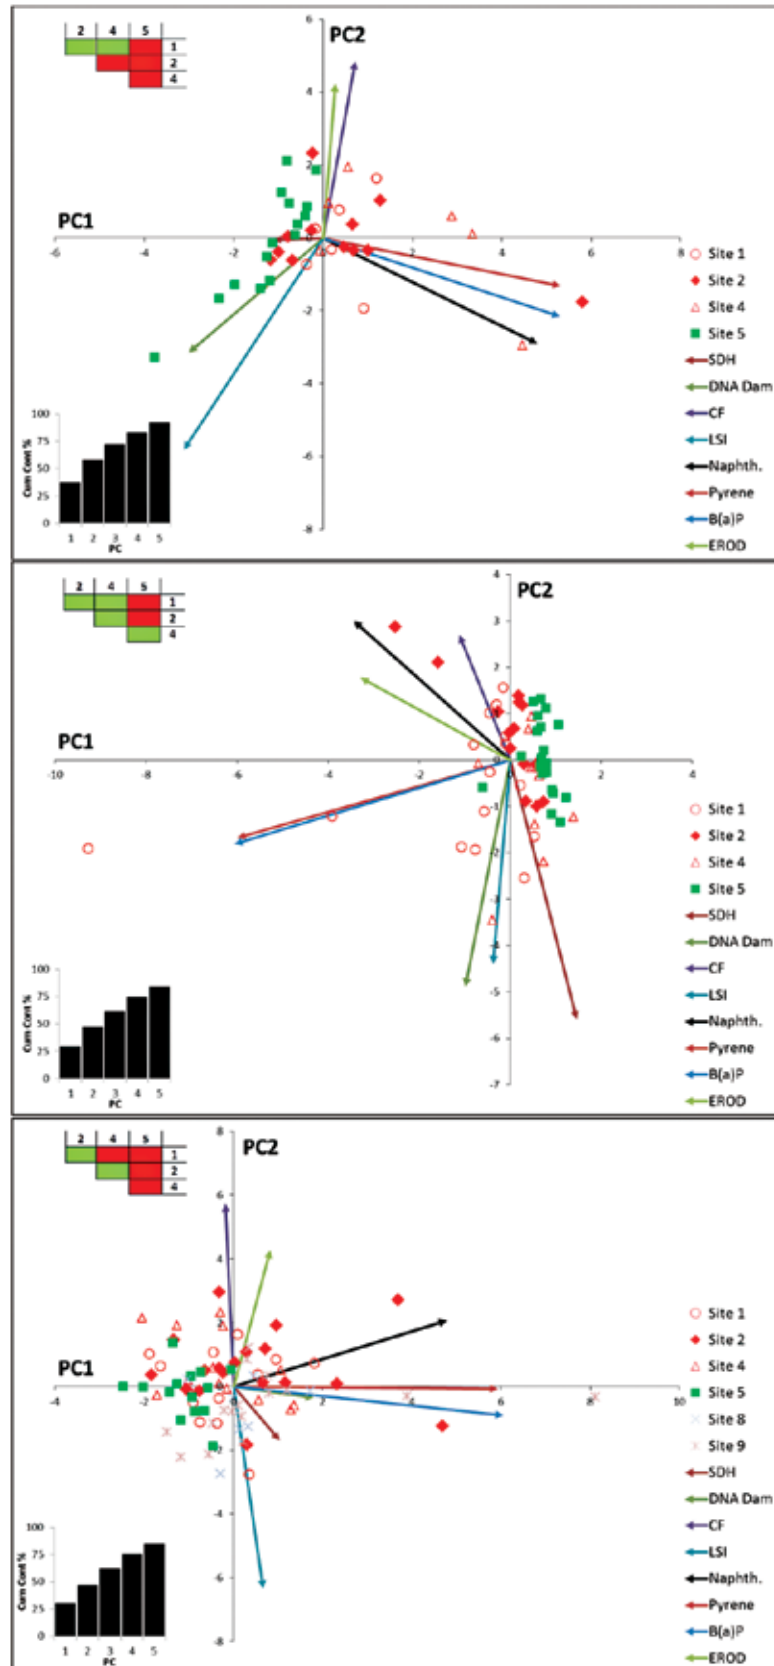 2 4 5
1
2
4
PC2
6
4
2
PC1
-6 -4 -2 0 2 4 6 8
-2
-4
-6
-8
Site 1
Site 2
Site 4
Site 5
SDH
DNA Dam
CF
LSI
Naphth.
Pyrene
B(a)P
EROD
Cum Cont %
100
75
50
25
0
1 2 3 4 5
PC
2 4 5
1
2
4
PC2
4
3
2
1
PC1
-10 -8 -6 -4 -2 0 2 4
-1
-2
-3
-4
-5
-6
-7
Site 1
Site 2
Site 4
Site 5
SDH
DNA Dam
CF
LSI
Naphth.
Pyrene
B(a)P
EROD
Cum Cont %
100
75
50
25
0
1 2 3 4 5
PC
2 4 5
1
2
4
PC2
8
6
4
2
PC1
-4 -2 0 2 4 6 8 10
-2
-4
-6
-8
Site 1
Site 2
Site 4
Site 5
Site 8
Site 9
SDH
DNA Dam
CF
LSI
Naphth.
Pyrene
B(a)P
EROD
Cum Cont %
100
75
50
25
0
1 2 3 4 5
PC